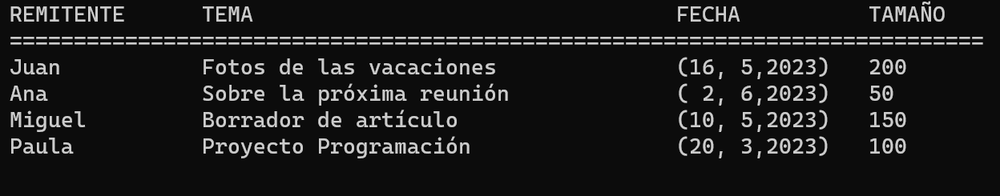 REMITENTE      TEMA                                 FECHA          TAMAÑO
============================================================================
Juan           Fotos de las vacaciones              (16, 5,2023)   200
Ana            Sobre la próxima reunión             ( 2, 6,2023)   50
Miguel         Borrador de artículo                 (10, 5,2023)   150
Paula          Proyecto Programación                (20, 3,2023)   100